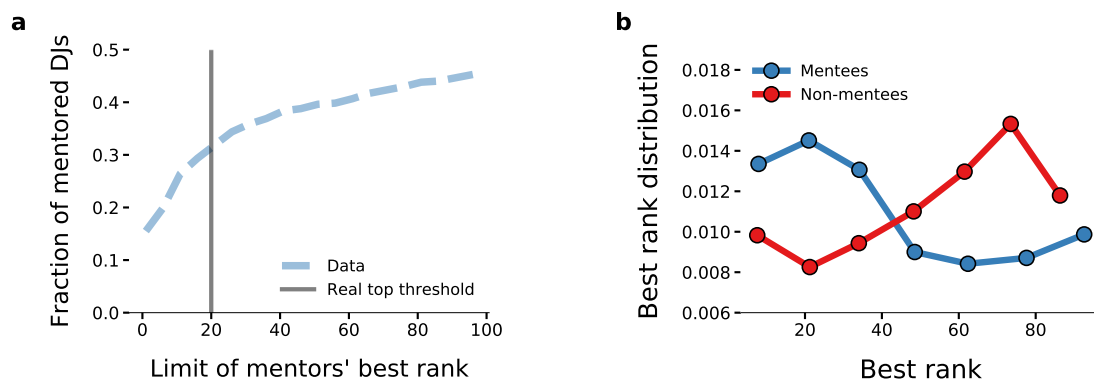 a
Fraction of mentored DJs
0.5
0.4
0.3
0.2
0.1
0.0
0 20 40 60 80 100
Limit of mentors' best rank
Data
Real top threshold
b
Best rank distribution
0.018
0.016
0.014
0.012
0.010
0.008
0.006
20 40 60 80
Best rank
Mentees
Non-mentees